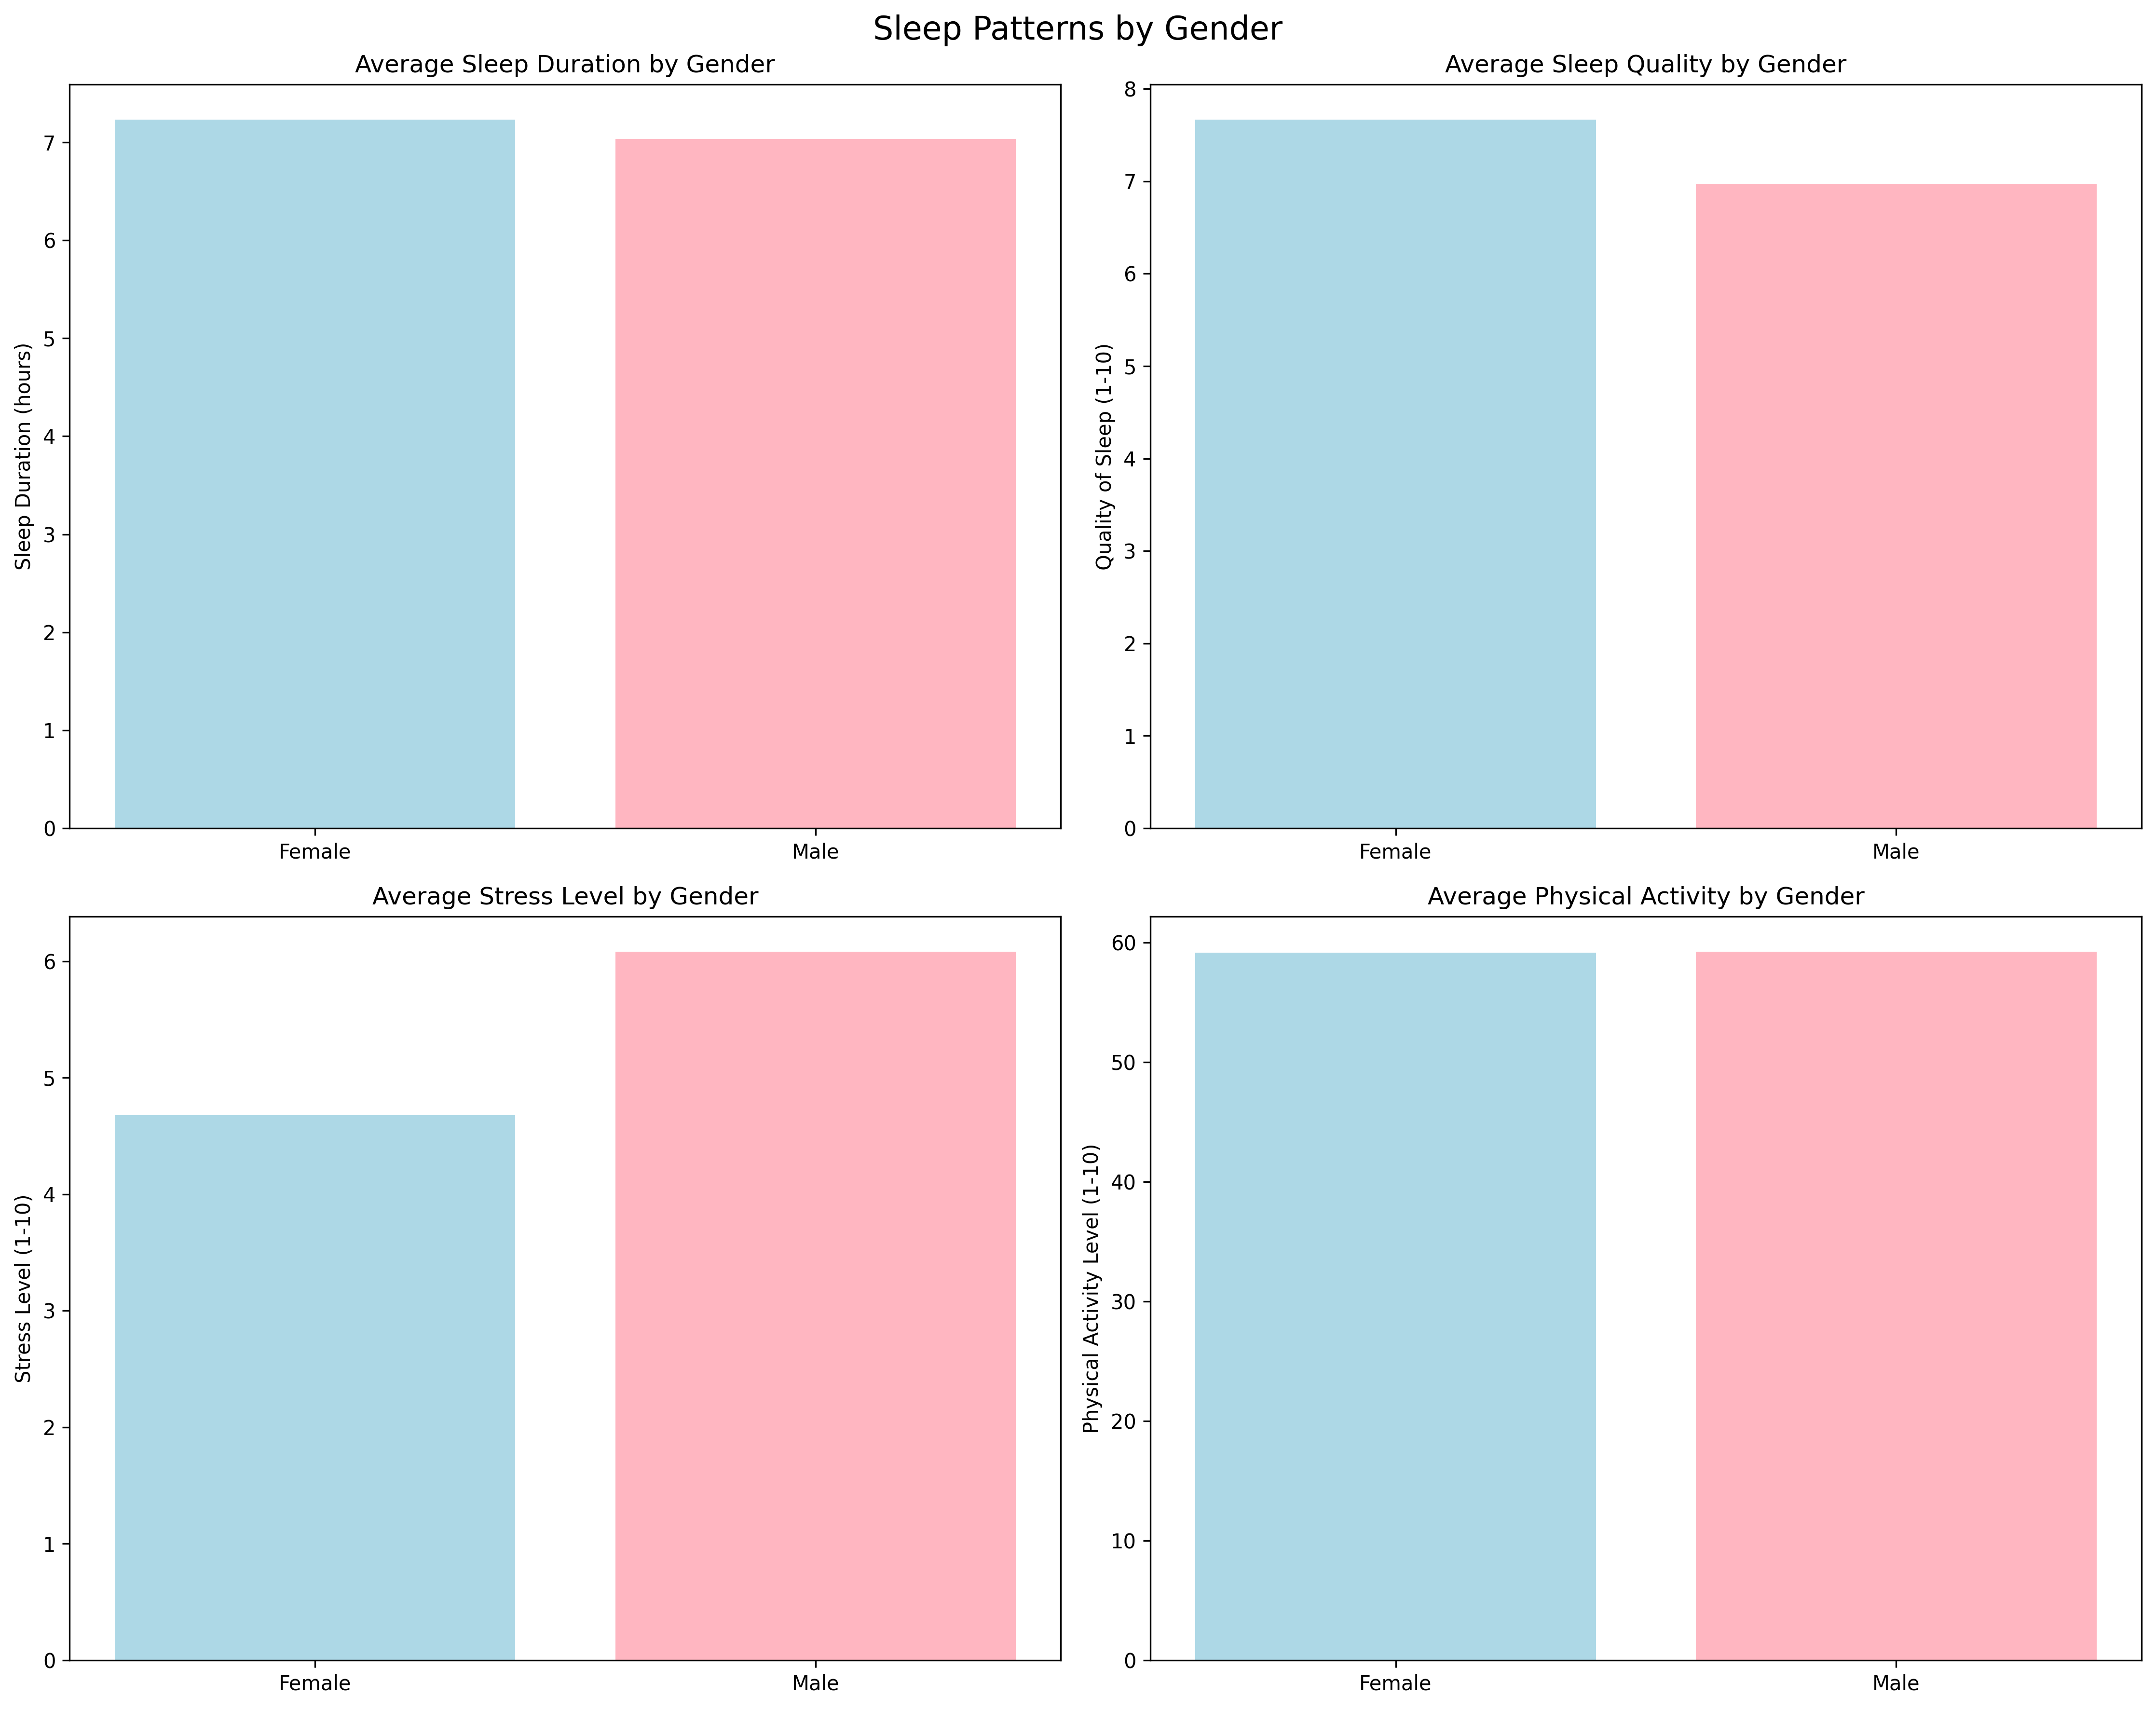 Sleep Patterns by Gender
Average Sleep Duration by Gender
Sleep Duration (hours)
7
6
5
4
3
2
1
0
Female Male
Average Sleep Quality by Gender
Quality of Sleep (1-10)
8
7
6
5
4
3
2
1
0
Female Male
Average Stress Level by Gender
Stress Level (1-10)
6
5
4
3
2
1
0
Female Male
Average Physical Activity by Gender
Physical Activity Level (1-10)
60
50
40
30
20
10
0
Female Male